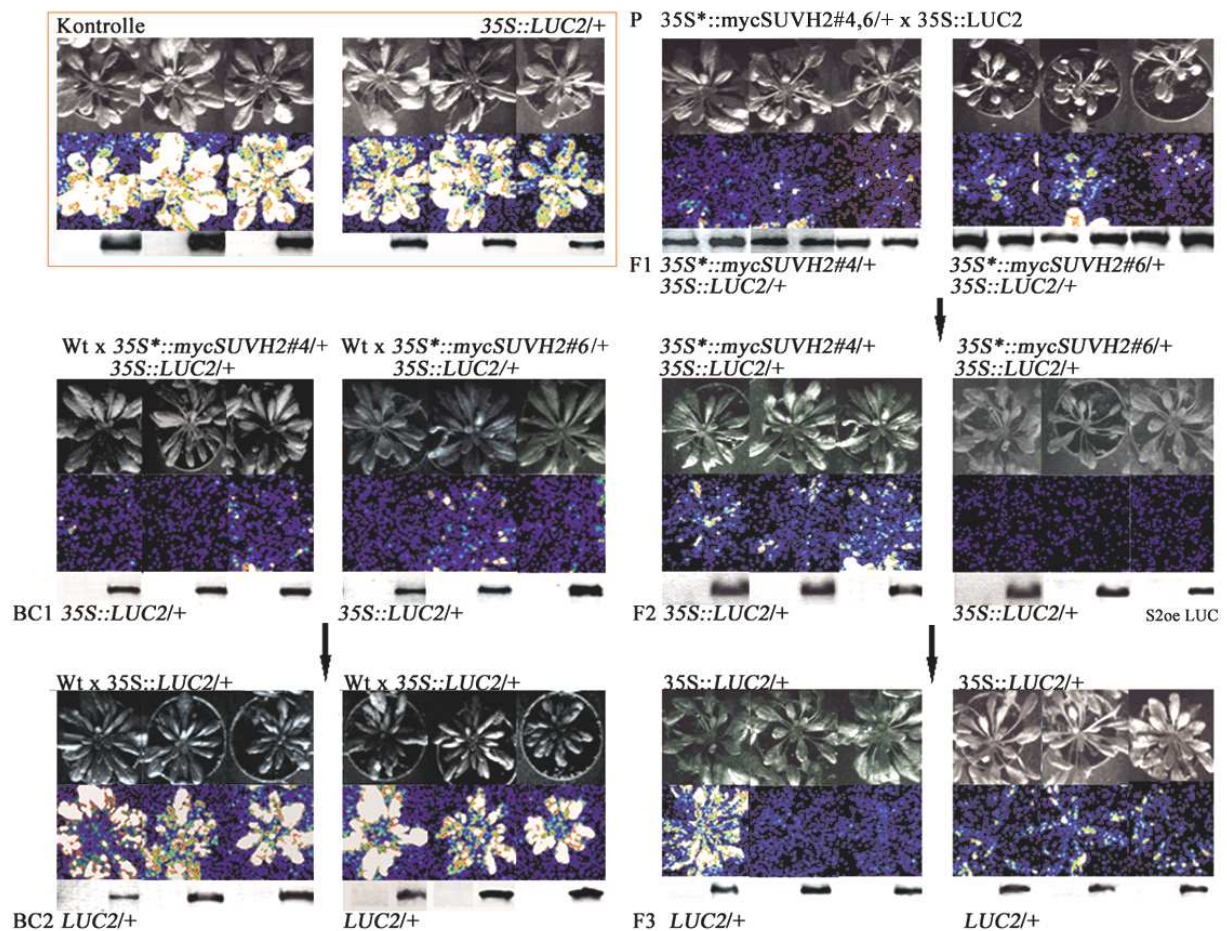 Kontrolle
35S::LUC2/+
P 35S*::mycSUVH2#4,6/+ x 35S::LUC2
F1 35S*::mycSUVH2#4/+
35S::LUC2/+
35S*::mycSUVH2#6/+
35S::LUC2/+
Wt x 35S*::mycSUVH2#4/+
35S::LUC2/+
Wt x 35S*::mycSUVH2#6/+
35S::LUC2/+
35S*::mycSUVH2#4/+
35S::LUC2/+
35S*::mycSUVH2#6/+
35S::LUC2/+
BC1 35S::LUC2/+
35S::LUC2/+
F2 35S::LUC2/+
35S::LUC2/+
S2oe LUC
Wt x 35S::LUC2/+
Wt x 35S::LUC2/+
35S::LUC2/+
35S::LUC2/+
BC2 LUC2/+
LUC2/+
F3 LUC2/+
LUC2/+